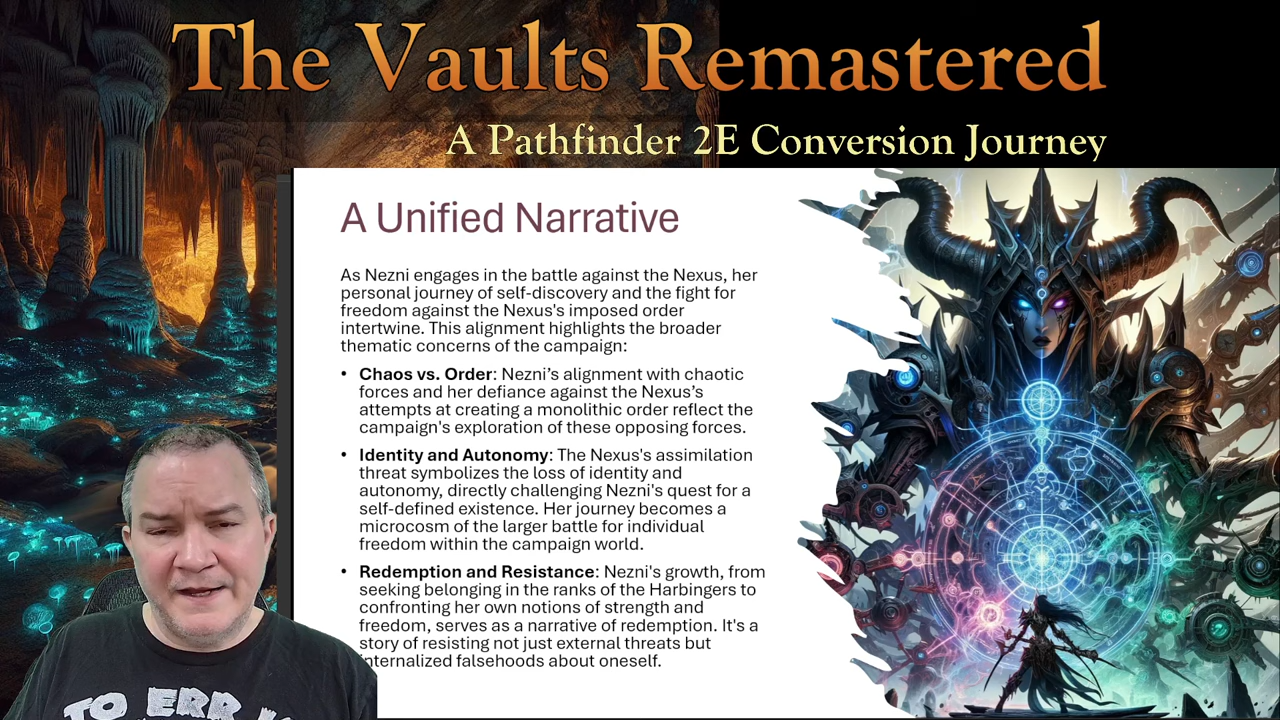 The Vaults Remastered
A Pathfinder 2E Conversion Journey
A Unified Narrative
As Nezni engages in the battle against the Nexus, her
personal journey of self-discovery and the fight for
freedom against the Nexus's imposed order
intertwine. This alignment highlights the broader
thematic concerns of the campaign:
• Chaos vs. Order: Nezni’s alignment with chaotic
forces and her defiance against the Nexus’s
attempts at creating a monolithic order reflect the
campaign's exploration of these opposing forces.
• Identity and Autonomy: The Nexus's assimilation
threat symbolizes the loss of identity and
autonomy, directly challenging Nezni's quest for a
self-defined existence. Her journey becomes a
microcosm of the larger battle for individual
freedom within the campaign world.
• Redemption and Resistance: Nezni's growth, from
seeking belonging in the ranks of the Harbingers to
confronting her own notions of strength and
freedom, serves as a narrative of redemption. It's a
story of resisting not just external threats but
internalized falsehoods about oneself.
TO ERR